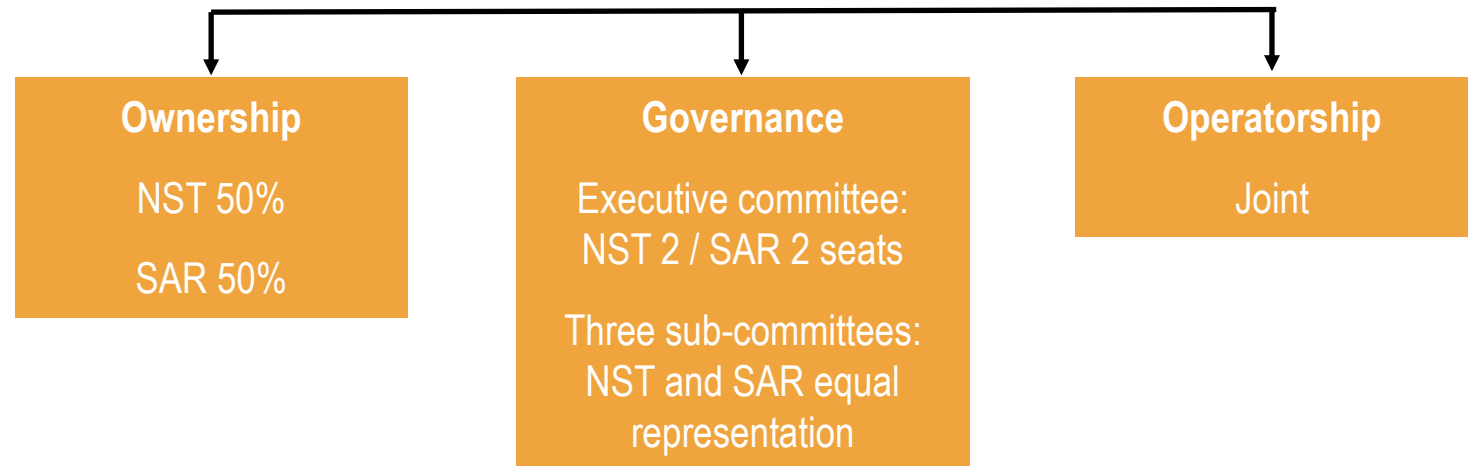 Ownership
NST 50%
SAR 50%
Governance
Executive committee:
NST 2 / SAR 2 seats
Three sub-committees:
NST and SAR equal
representation
Operatorship
Joint